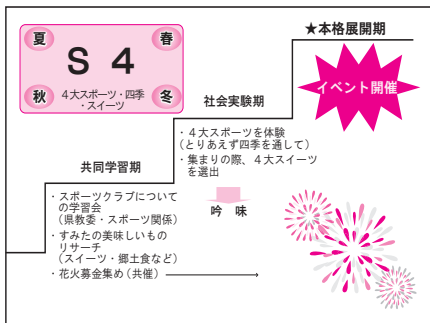 夏
春
S 4
秋
4大スポーツ・四季
・スイーツ
冬
★本格展開期
イベント開催
社会実験期
・4大スポーツを体験
(とりあえず四季を通して)
・集まりの際、4大スイーツ
を選出
吟 味
共同学習期
・スポーツクラブについて
の学習会
(県教委・スポーツ関係)
・すみたの美味しいもの
リサーチ
(スイーツ・郷土食など)
・花火募金集め(共催)